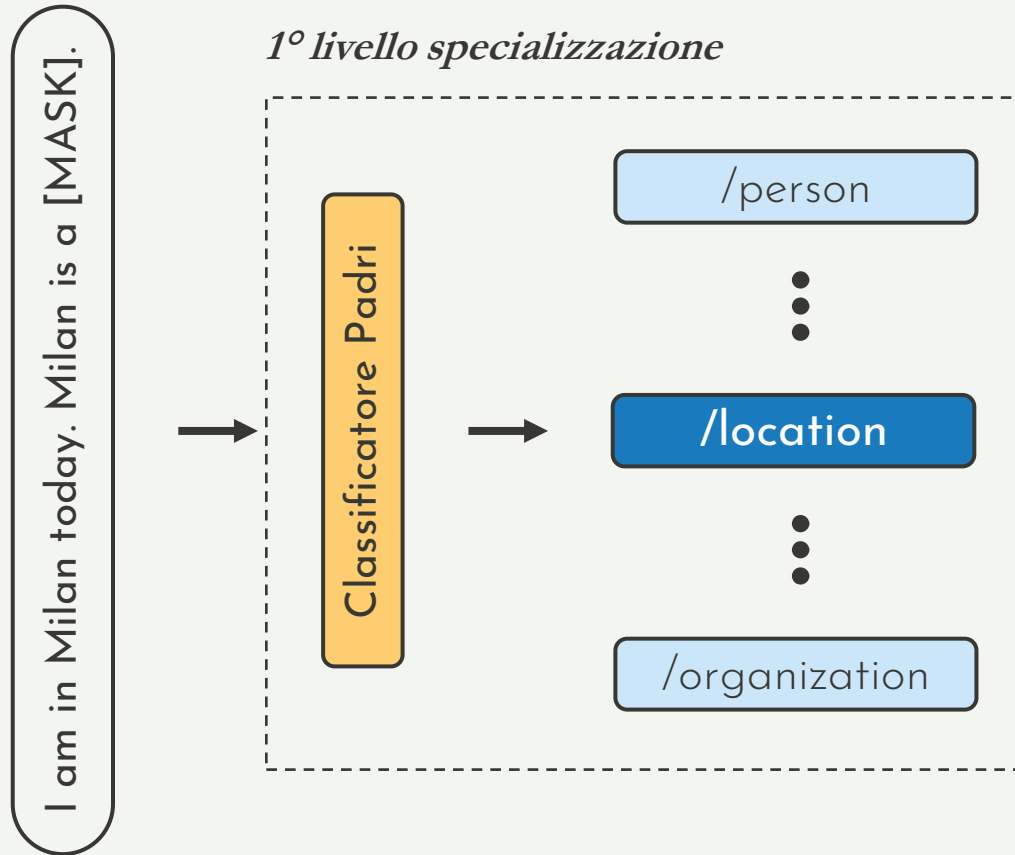 I am in Milan today. Milan is a [MASK].
1° livello specializzazione
Classificatore Padri
/person
/location
/organization